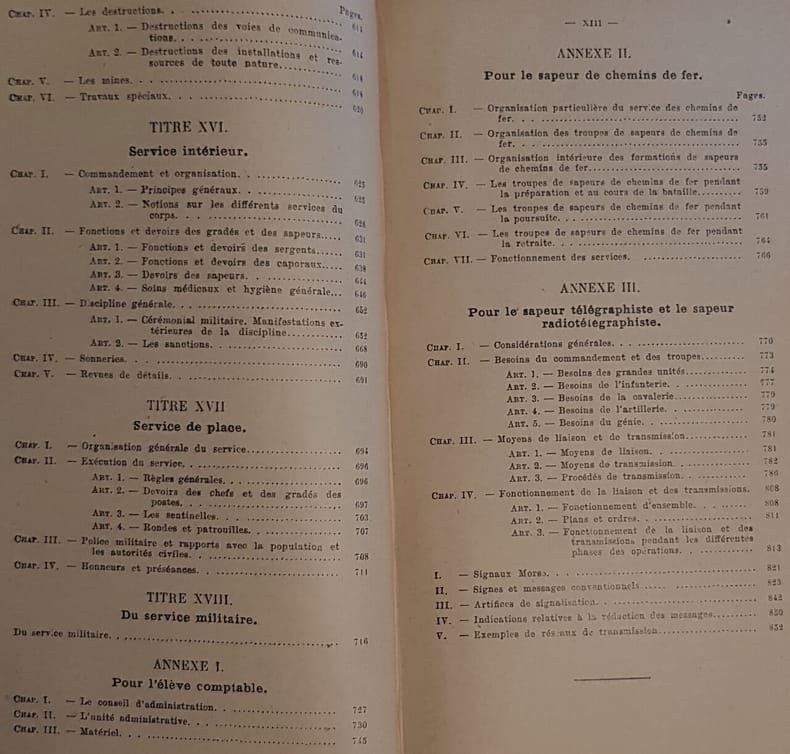 CHAP. IV. — Les destructions. . . . . . . . . . . . . . . . . . Pages.
ART. 1. — Destructions des voies de communica-
tions. . . . . . . . . . . . . . . . . . 611
ART. 2. — Destructions des installations et res-
sources de toute nature. . . . . . . . . . 614
CHAP. V. — Les mines. . . . . . . . . . . . . . . . . . 618
CHAP. VI. — Travaux spéciaux. . . . . . . . . . . . . . . 620
TITRE XVI.
Service intérieur.
CHAP. I. — Commandement et organisation. . . . . . . . . . 625
ART. 1. — Principes généraux. . . . . . . . . . 625
ART. 2. — Notions sur les différents services du
corps. . . . . . . . . . . . . . . . . . 628
CHAP. II. — Fonctions et devoirs des gradés et des sapeurs..... 631
ART. 1. — Fonctions et devoirs des sergents...... 631
ART. 2. — Fonctions et devoirs des caporaux..... 638
ART. 3. — Devoirs des sapeurs. . . . . . . . . . 644
ART. 4. — Soins médicaux et hygiène générale... 646
CHAP. III. — Discipline générale. . . . . . . . . . . . . . 652
ART. 1. — Cérémonial militaire. Manifestations ex-
térieures de la discipline............ 652
ART. 2. — Les sanctions. . . . . . . . . . . . 668
CHAP. IV. — Sonneries. . . . . . . . . . . . . . . . . . 690
CHAP. V. — Revues de détails. . . . . . . . . . . . . . . 691
TITRE XVII
Service de place.
CHAP. I. — Organisation générale du service............ 694
CHAP. II. — Exécution du service. . . . . . . . . . . . . . 696
ART. 1. — Règles générales. . . . . . . . . . . 696
ART. 2. — Devoirs des chefs et des gradés des
postes. . . . . . . . . . . . . . . . . . 697
ART. 3. — Les sentinelles. . . . . . . . . . . . 703
ART. 4. — Rondes et patrouilles. . . . . . . . . 707
CHAP. III. — Police militaire et rapports avec la population et
les autorités civiles. . . . . . . . . . . . . . 708
CHAP. IV. — Honneurs et préséances. . . . . . . . . . . . . 711
TITRE XVIII.
Du service militaire.
Du service militaire. . . . . . . . . . . . . . . . . . . . 716
ANNEXE I.
Pour l'élève comptable.
CHAP. I. — Le conseil d'administration. . . . . . . . . . . 727
CHAP. II. — L'unité administrative. . . . . . . . . . . . . 730
CHAP. III. — Matériel. . . . . . . . . . . . . . . . . . . 745
— XIII —
ANNEXE II.
Pour le sapeur de chemins de fer.
Pages.
CHAP. I. — Organisation particulière du service des chemins de
fer. . . . . . . . . . . . . . . . . . . . . . 752
CHAP. II. — Organisation des troupes de sapeurs de chemins de
fer. . . . . . . . . . . . . . . . . . . . . . 755
CHAP. III. — Organisation intérieure des formations de sapeurs
de chemins de fer. . . . . . . . . . . . . . . . 755
CHAP. IV. — Les troupes de sapeurs de chemins de fer pendant
la préparation et au cours de la bataille. . . . . . 759
CHAP. V. — Les troupes de sapeurs de chemins de fer pendant
la poursuite. . . . . . . . . . . . . . . . . . 761
CHAP. VI. — Les troupes de sapeurs de chemins de fer pendant
la retraite. . . . . . . . . . . . . . . . . . . 764
CHAP. VII. — Fonctionnement des services. . . . . . . . . . 766
ANNEXE III.
Pour le sapeur télégraphiste et le sapeur
radiotélégraphiste.
CHAP. I. — Considérations générales. . . . . . . . . . . . . 770
CHAP. II. — Besoins du commandement et des troupes.......... 773
ART. 1. — Besoins des grandes unités............ 774
ART. 2. — Besoins de l'infanterie. . . . . . . . 777
ART. 3. — Besoins de la cavalerie.............. 779
ART. 4. — Besoins de l'artillerie. . . . . . . . 779
ART. 5. — Besoins du génie. . . . . . . . . . . 780
CHAP. III. — Moyens de liaison et de transmission............ 781
ART. 1. — Moyens de liaison. . . . . . . . . . . 781
ART. 2. — Moyens de transmission. . . . . . . . . 782
ART. 3. — Procédés de transmission. . . . . . . . 786
CHAP. IV. — Fonotionnement de la liaison et des transmissions. 808
ART. 1. — Fonctionnement d'ensemble. . . . . . . 808
ART. 2. — Plans et ordres. . . . . . . . . . . . 811
ART. 3. — Fonctionnement de la liaison et des
transmissions pendant les différentes
phases des opérations. . . . . . . . . . . 813
I. — Signaux Morse. . . . . . . . . . . . . . . . . . . 821
II. — Signes et messages conventionnels................ 823
III. — Artifices de signalisation. . . . . . . . . . . . 842
IV. — Indications relatives à la rédaction des messages.......... 850
V. — Exemples de réseaux de transmission................ 852